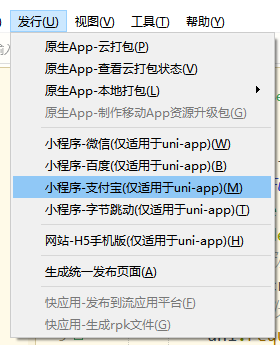 发行(U) 视图(V) 工具(T) 帮助(Y)
原生App-云打包(P)
原生App-查看云打包状态(V)
原生App-本地打包(L)
原生App-制作移动App资源升级包(G)
小程序-微信(仅适用于uni-app)(W)
小程序-百度(仅适用于uni-app)(B)
小程序-支付宝(仅适用于uni-app)(M)
小程序-字节跳动(仅适用于uni-app)(T)
网站-H5手机版(仅适用于uni-app)(H)
生成统一发布页面(A)
快应用-发布到流应用平台(F)
快应用-生成rpk文件(G)